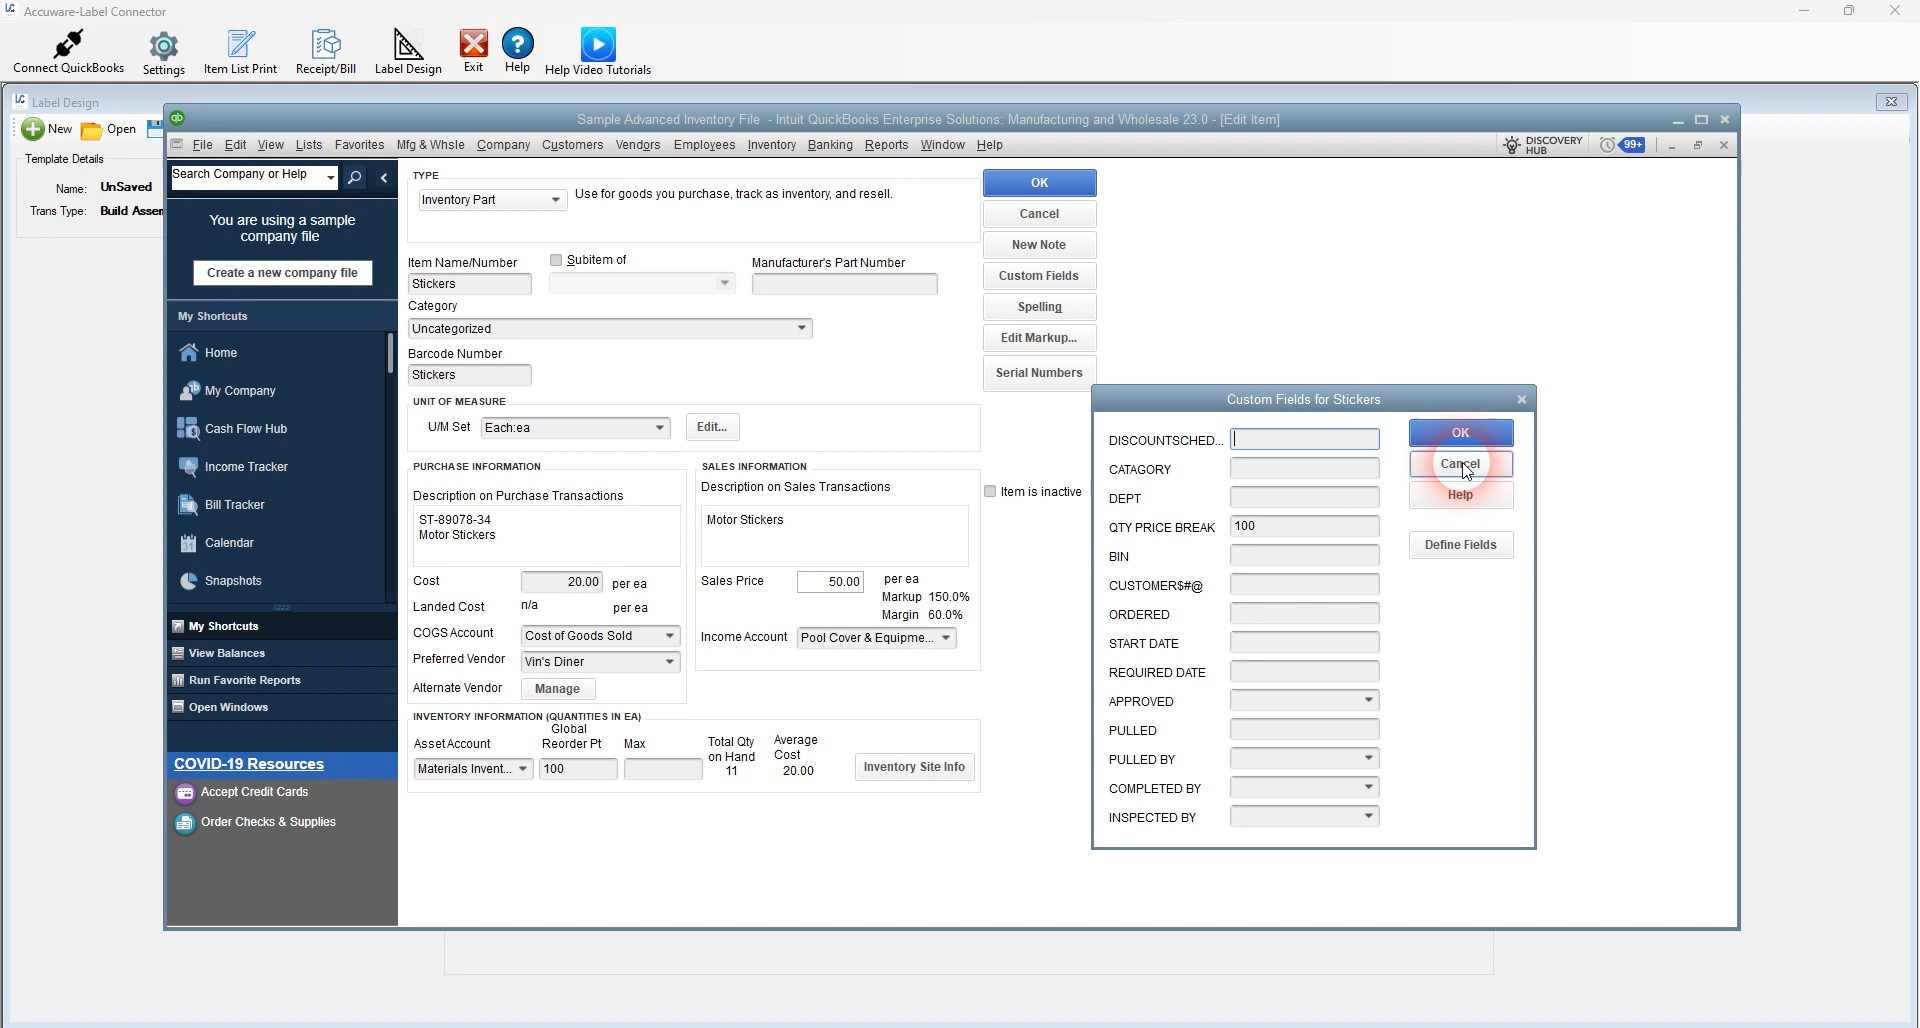 Accuware-Label Connector
Connect QuickBooks
Settings
Item List Print
Receipt/Bill
Label Design
Exit
Help
Help Video Tutorials
Label Design
New
Open
Template Details
Name: UnSaved
Trans Type: Build Assem
Sample Advanced Inventory File - Intuit QuickBooks Enterprise Solutions: Manufacturing and Wholesale 23.0 - [Edit Item]
File Edit View Lists Favorites Mfg & Whsle Company Customers Vendors Employees Inventory Banking Reports Window Help
DISCOVERY
HUB
99+
Search Company or Help
You are using a sample
company file
Create a new company file
My Shortcuts
Home
My Company
Cash Flow Hub
Income Tracker
Bill Tracker
Calendar
Snapshots
My Shortcuts
View Balances
Run Favorite Reports
Open Windows
COVID-19 Resources
Accept Credit Cards
Order Checks & Supplies
TYPE
Inventory Part
Use for goods you purchase, track as inventory, and resell.
Item Name/Number
Subitem of
Manufacturer's Part Number
Stickers
Category
Uncategorized
Barcode Number
Stickers
UNIT OF MEASURE
U/M Set
Each:ea
Edit...
PURCHASE INFORMATION
Description on Purchase Transactions
ST-89078-34
Motor Stickers
Cost 20.00 per ea
Landed Cost n/a per ea
COGS Account Cost of Goods Sold
Preferred Vendor Vin's Diner
Alternate Vendor Manage
SALES INFORMATION
Description on Sales Transactions
Motor Stickers
Sales Price 50.00 per ea
Markup 150.0%
Margin 60.0%
Income Account Pool Cover & Equipme...
INVENTORY INFORMATION (QUANTITIES IN EA)
Asset Account
Global
Reorder Pt
Max
Total Qty
on Hand
Average
Cost
Materials Invent... 100 11 20.00
Inventory Site Info
OK
Cancel
New Note
Custom Fields
Spelling
Edit Markup...
Serial Numbers
Item is inactive
Custom Fields for Stickers
DISCOUNTSCHED...
CATAGORY
DEPT
QTY PRICE BREAK 100
BIN
CUSTOMER$#@
ORDERED
START DATE
REQUIRED DATE
APPROVED
PULLED
PULLED BY
COMPLETED BY
INSPECTED BY
OK
Cancel
Help
Define Fields